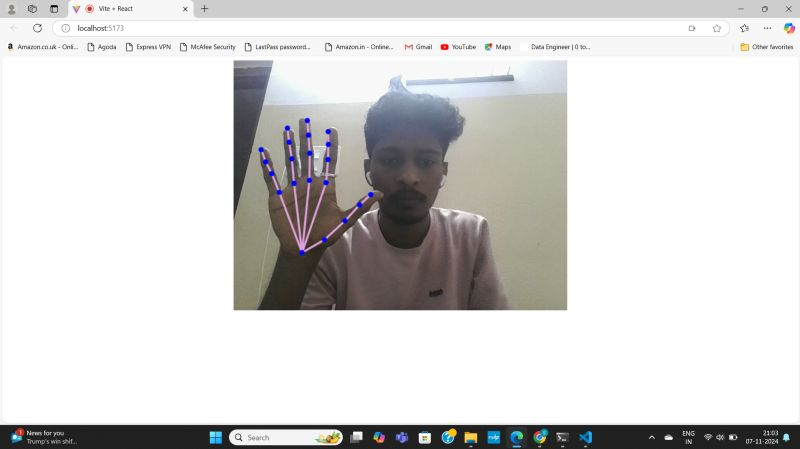 Vite + React
localhost:5173
Amazon.co.uk - Onli...
Agoda
Express VPN
McAfee Security
LastPass password...
Amazon.in - Online...
Gmail
YouTube
Maps
Data Engineer | 0 to...
Other favorites
News for you
Trump's win shif...
Search
ENG
IN
21:03
07-11-2024